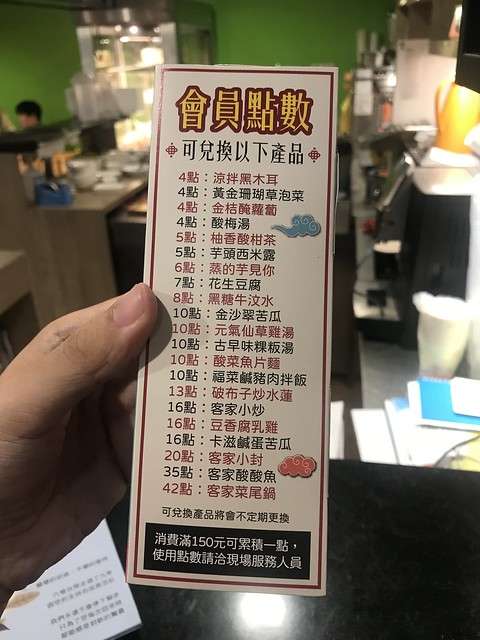 會員點數
可兌換以下產品
4點：涼拌黑木耳
4點：黃金珊瑚草泡菜
4點：金桔醃蘿蔔
4點：酸梅湯
5點：柚香酸柑茶
5點：芋頭西米露
6點：蒸的芋見你
7點：花生豆腐
8點：黑糖牛汶水
10點：金沙翠苦瓜
10點：元氣仙草雞湯
10點：古早味粿粄湯
10點：酸菜魚片麵
10點：福菜鹹豬肉拌飯
13點：破布子炒水蓮
16點：客家小炒
16點：豆香腐乳雞
16點：卡滋鹹蛋苦瓜
20點：客家小封
35點：客家酸酸魚
42點：客家菜尾鍋
可兌換產品將會不定期更換
消費滿150元可累積一點，
使用點數請洽現場服務人員